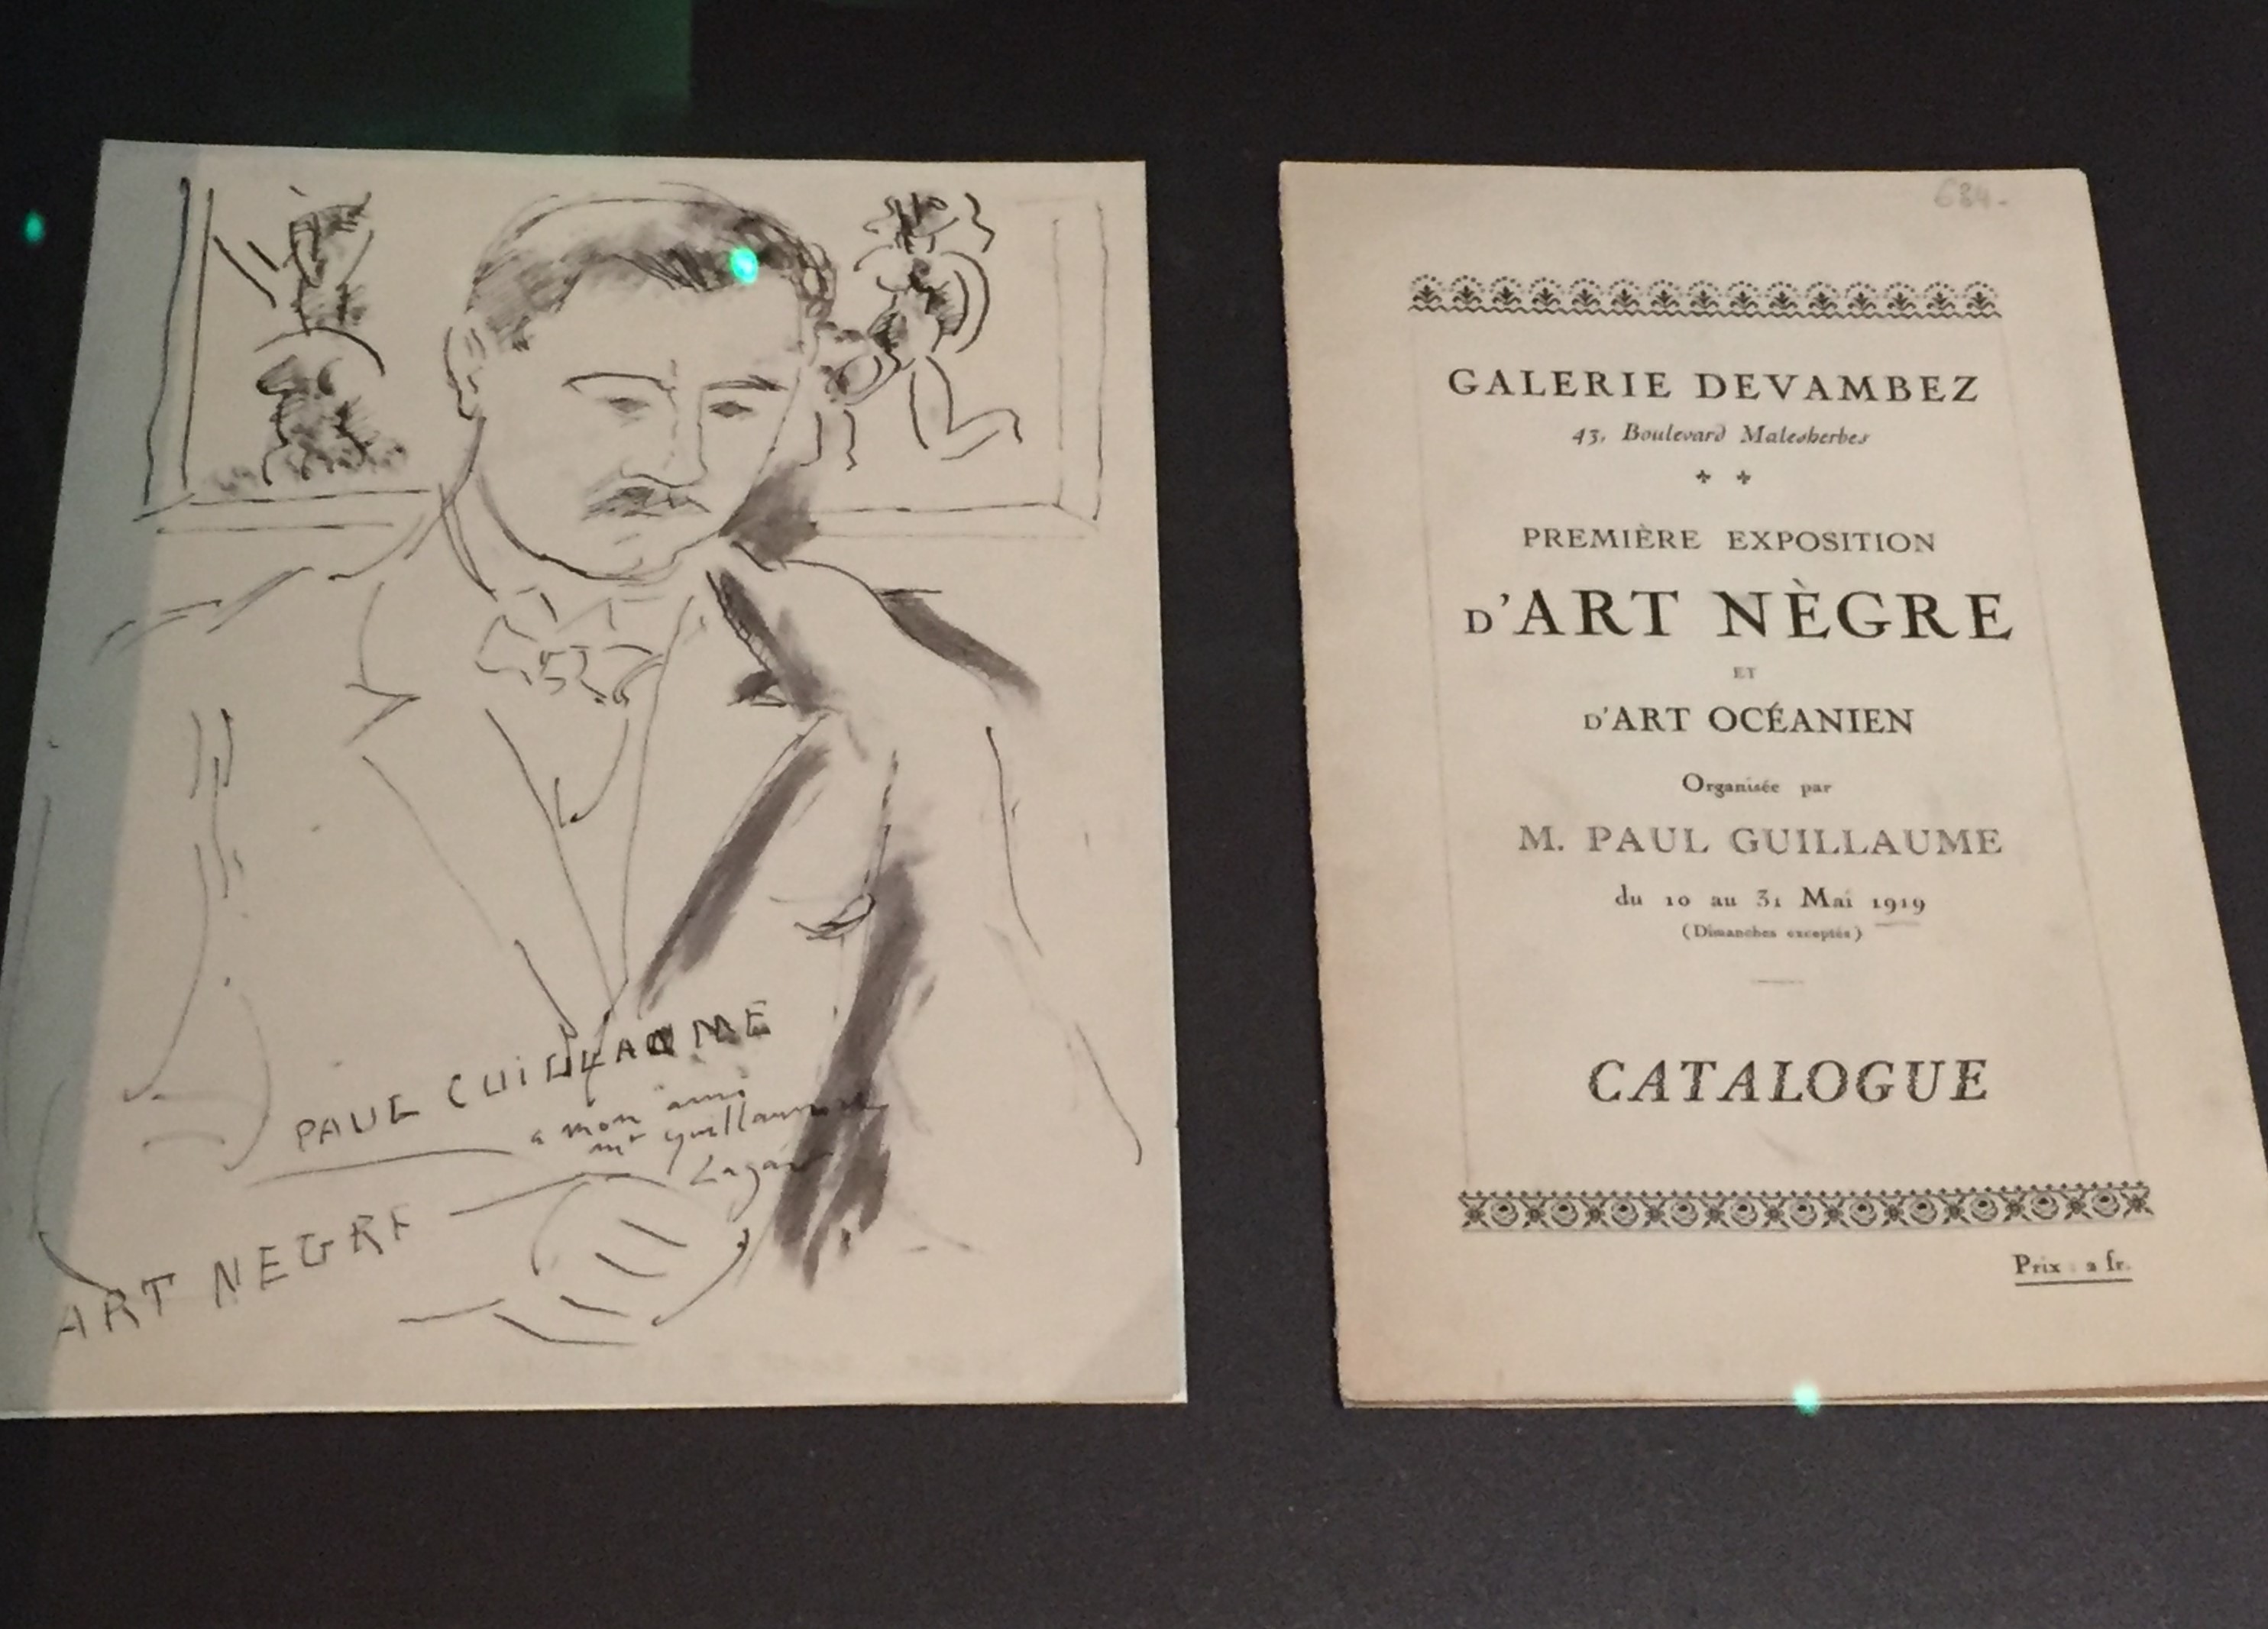 PAUL GUILLAUME
a mon ami
mr guillaume
ART NEGRE
684-
GALERIE DEVAMBEZ
43, Boulevard Malesherbes
PREMIÈRE EXPOSITION
D'ART NÈGRE
ET
D'ART OCÉANIEN
Organisée par
M. PAUL GUILLAUME
du 10 au 31 Mai 1919
(Dimanches exceptés)
CATALOGUE
Prix : 2 fr.